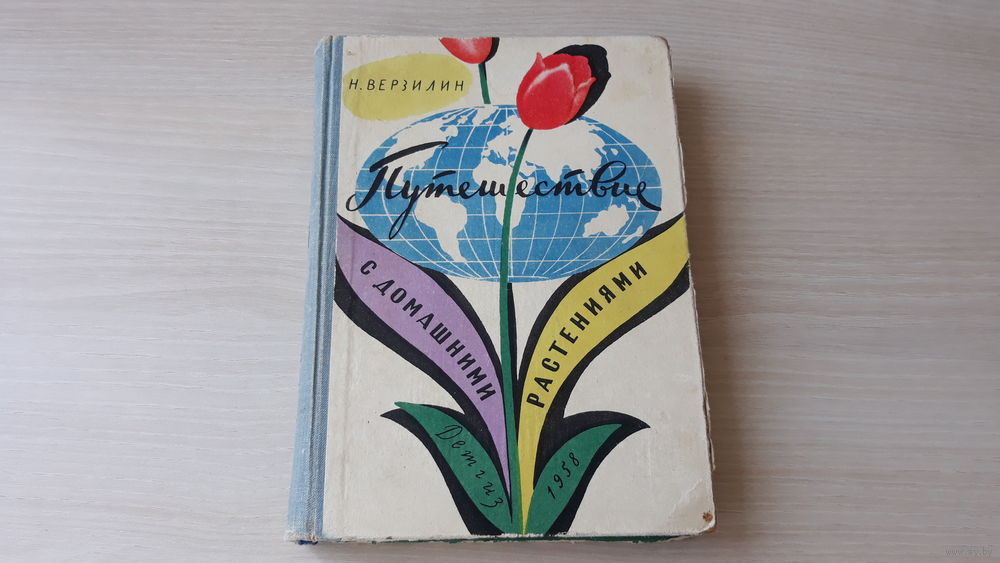 Н. ВЕРЗИЛИН
Путешествие
С ДОМАШНИМИ
РАСТЕНИЯМИ
Детгиз
1958